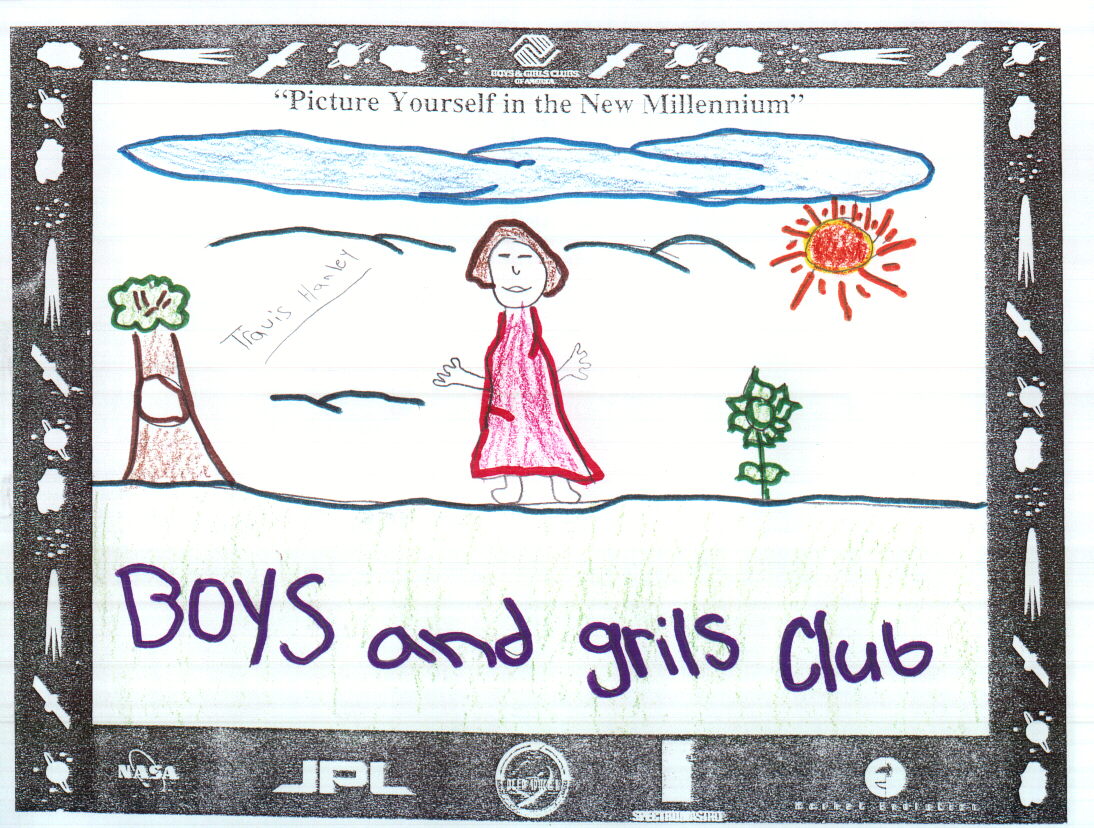 BOYS & GIRLS CLUBS
OF AMERICA
“Picture Yourself in the New Millennium”
Travis Hanley
BOYS and grils Club
NASA
JPL
SPECTRUMASTRO